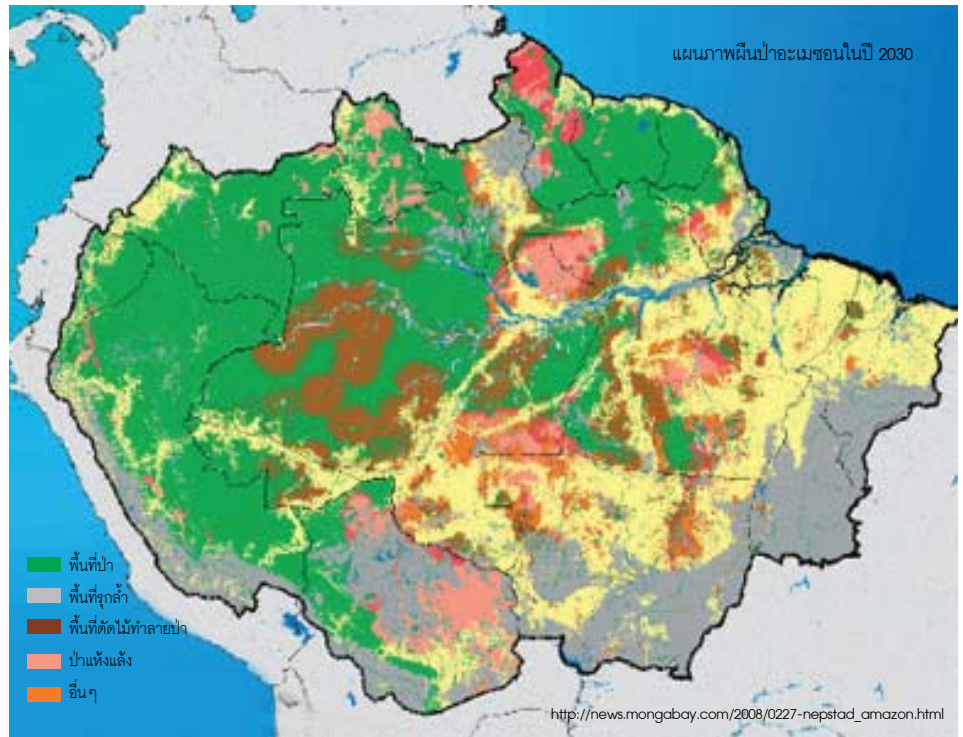 แผนภาพผืนป่าอะเมซอนในปี 2030
พื้นที่ป่า
พื้นที่รุกล้ำ
พื้นที่ตัดไม้ทำลายป่า
ป่าแห้งแล้ง
อื่นๆ
http://news.mongabay.com/2008/0227-nepstad_amazon.html